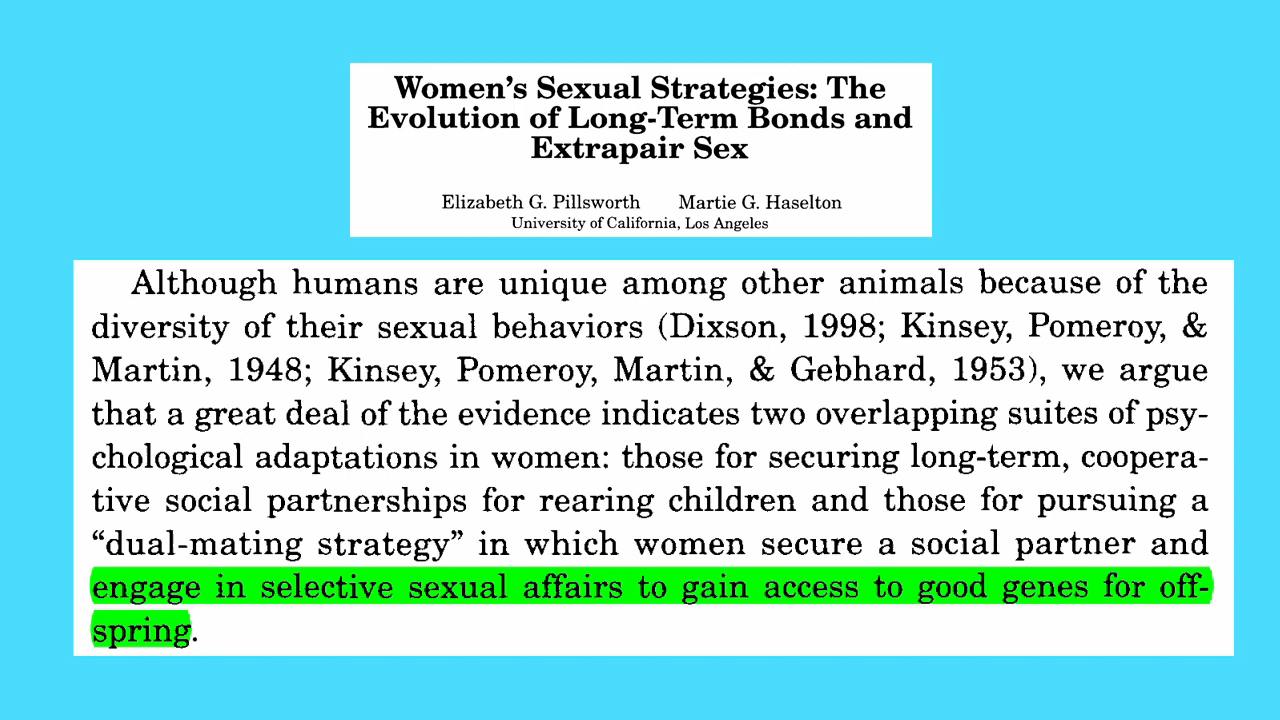 Women's Sexual Strategies: The
Evolution of Long-Term Bonds and
Extrapair Sex
Elizabeth G. Pillsworth Martie G. Haselton
University of California, Los Angeles
Although humans are unique among other animals because of the
diversity of their sexual behaviors (Dixson, 1998; Kinsey, Pomeroy, &
Martin, 1948; Kinsey, Pomeroy, Martin, & Gebhard, 1953), we argue
that a great deal of the evidence indicates two overlapping suites of psy-
chological adaptations in women: those for securing long-term, coopera-
tive social partnerships for rearing children and those for pursuing a
“dual-mating strategy” in which women secure a social partner and
engage in selective sexual affairs to gain access to good genes for off-
spring.